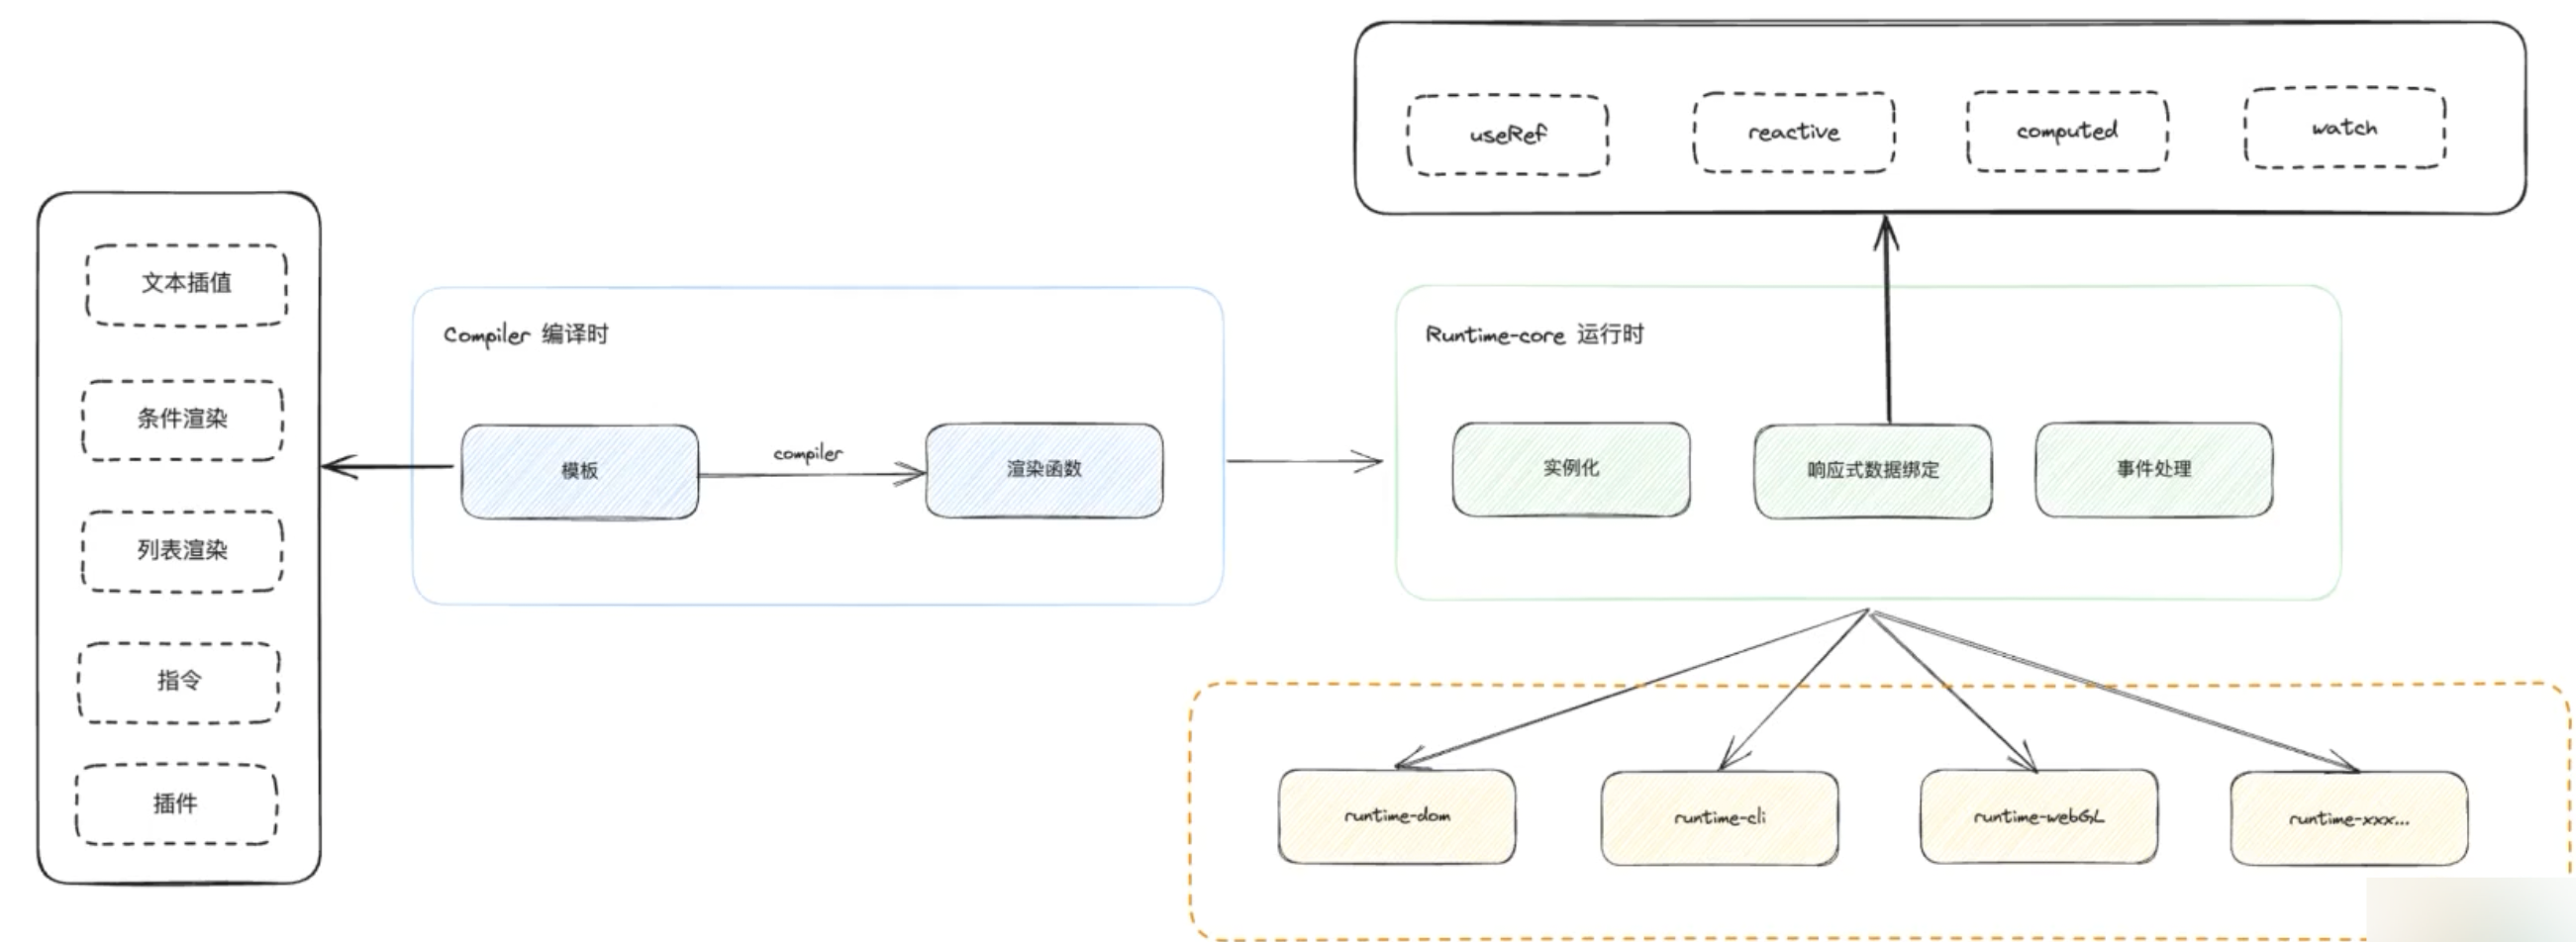 useRef
reactive
computed
watch
文本插值
条件渲染
列表渲染
指令
插件
Compiler 编译时
模板
compiler
渲染函数
Runtime-core 运行时
实例化
响应式数据绑定
事件处理
runtime-dom
runtime-cli
runtime-webGL
runtime-xxx...